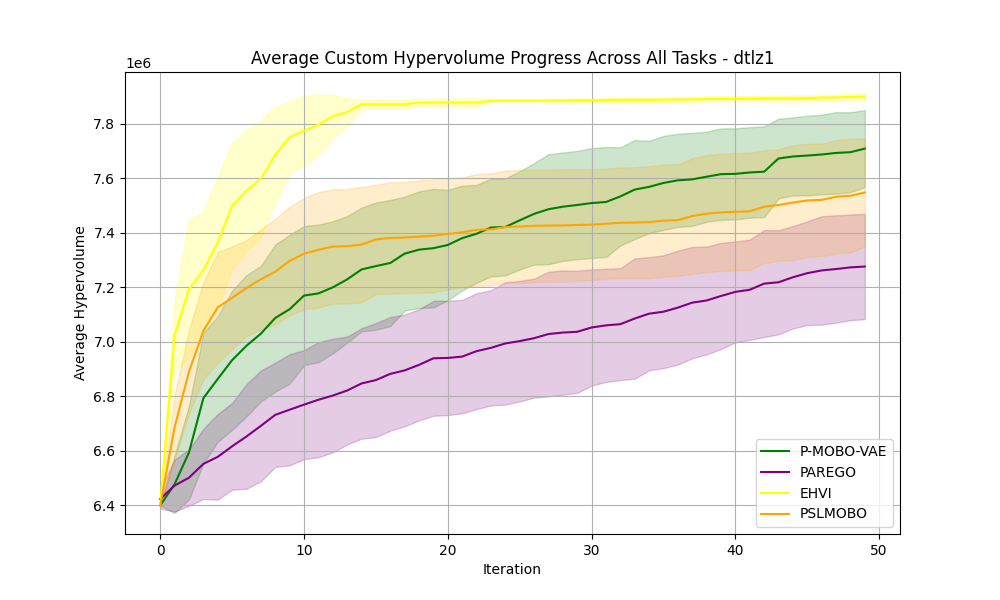 Average Custom Hypervolume Progress Across All Tasks - dtlz1
1e6
7.8
7.6
7.4
7.2
7.0
6.8
6.6
6.4
Average Hypervolume
0 10 20 30 40 50
Iteration
P-MOBO-VAE
PAREGO
EHVI
PSLMOBO